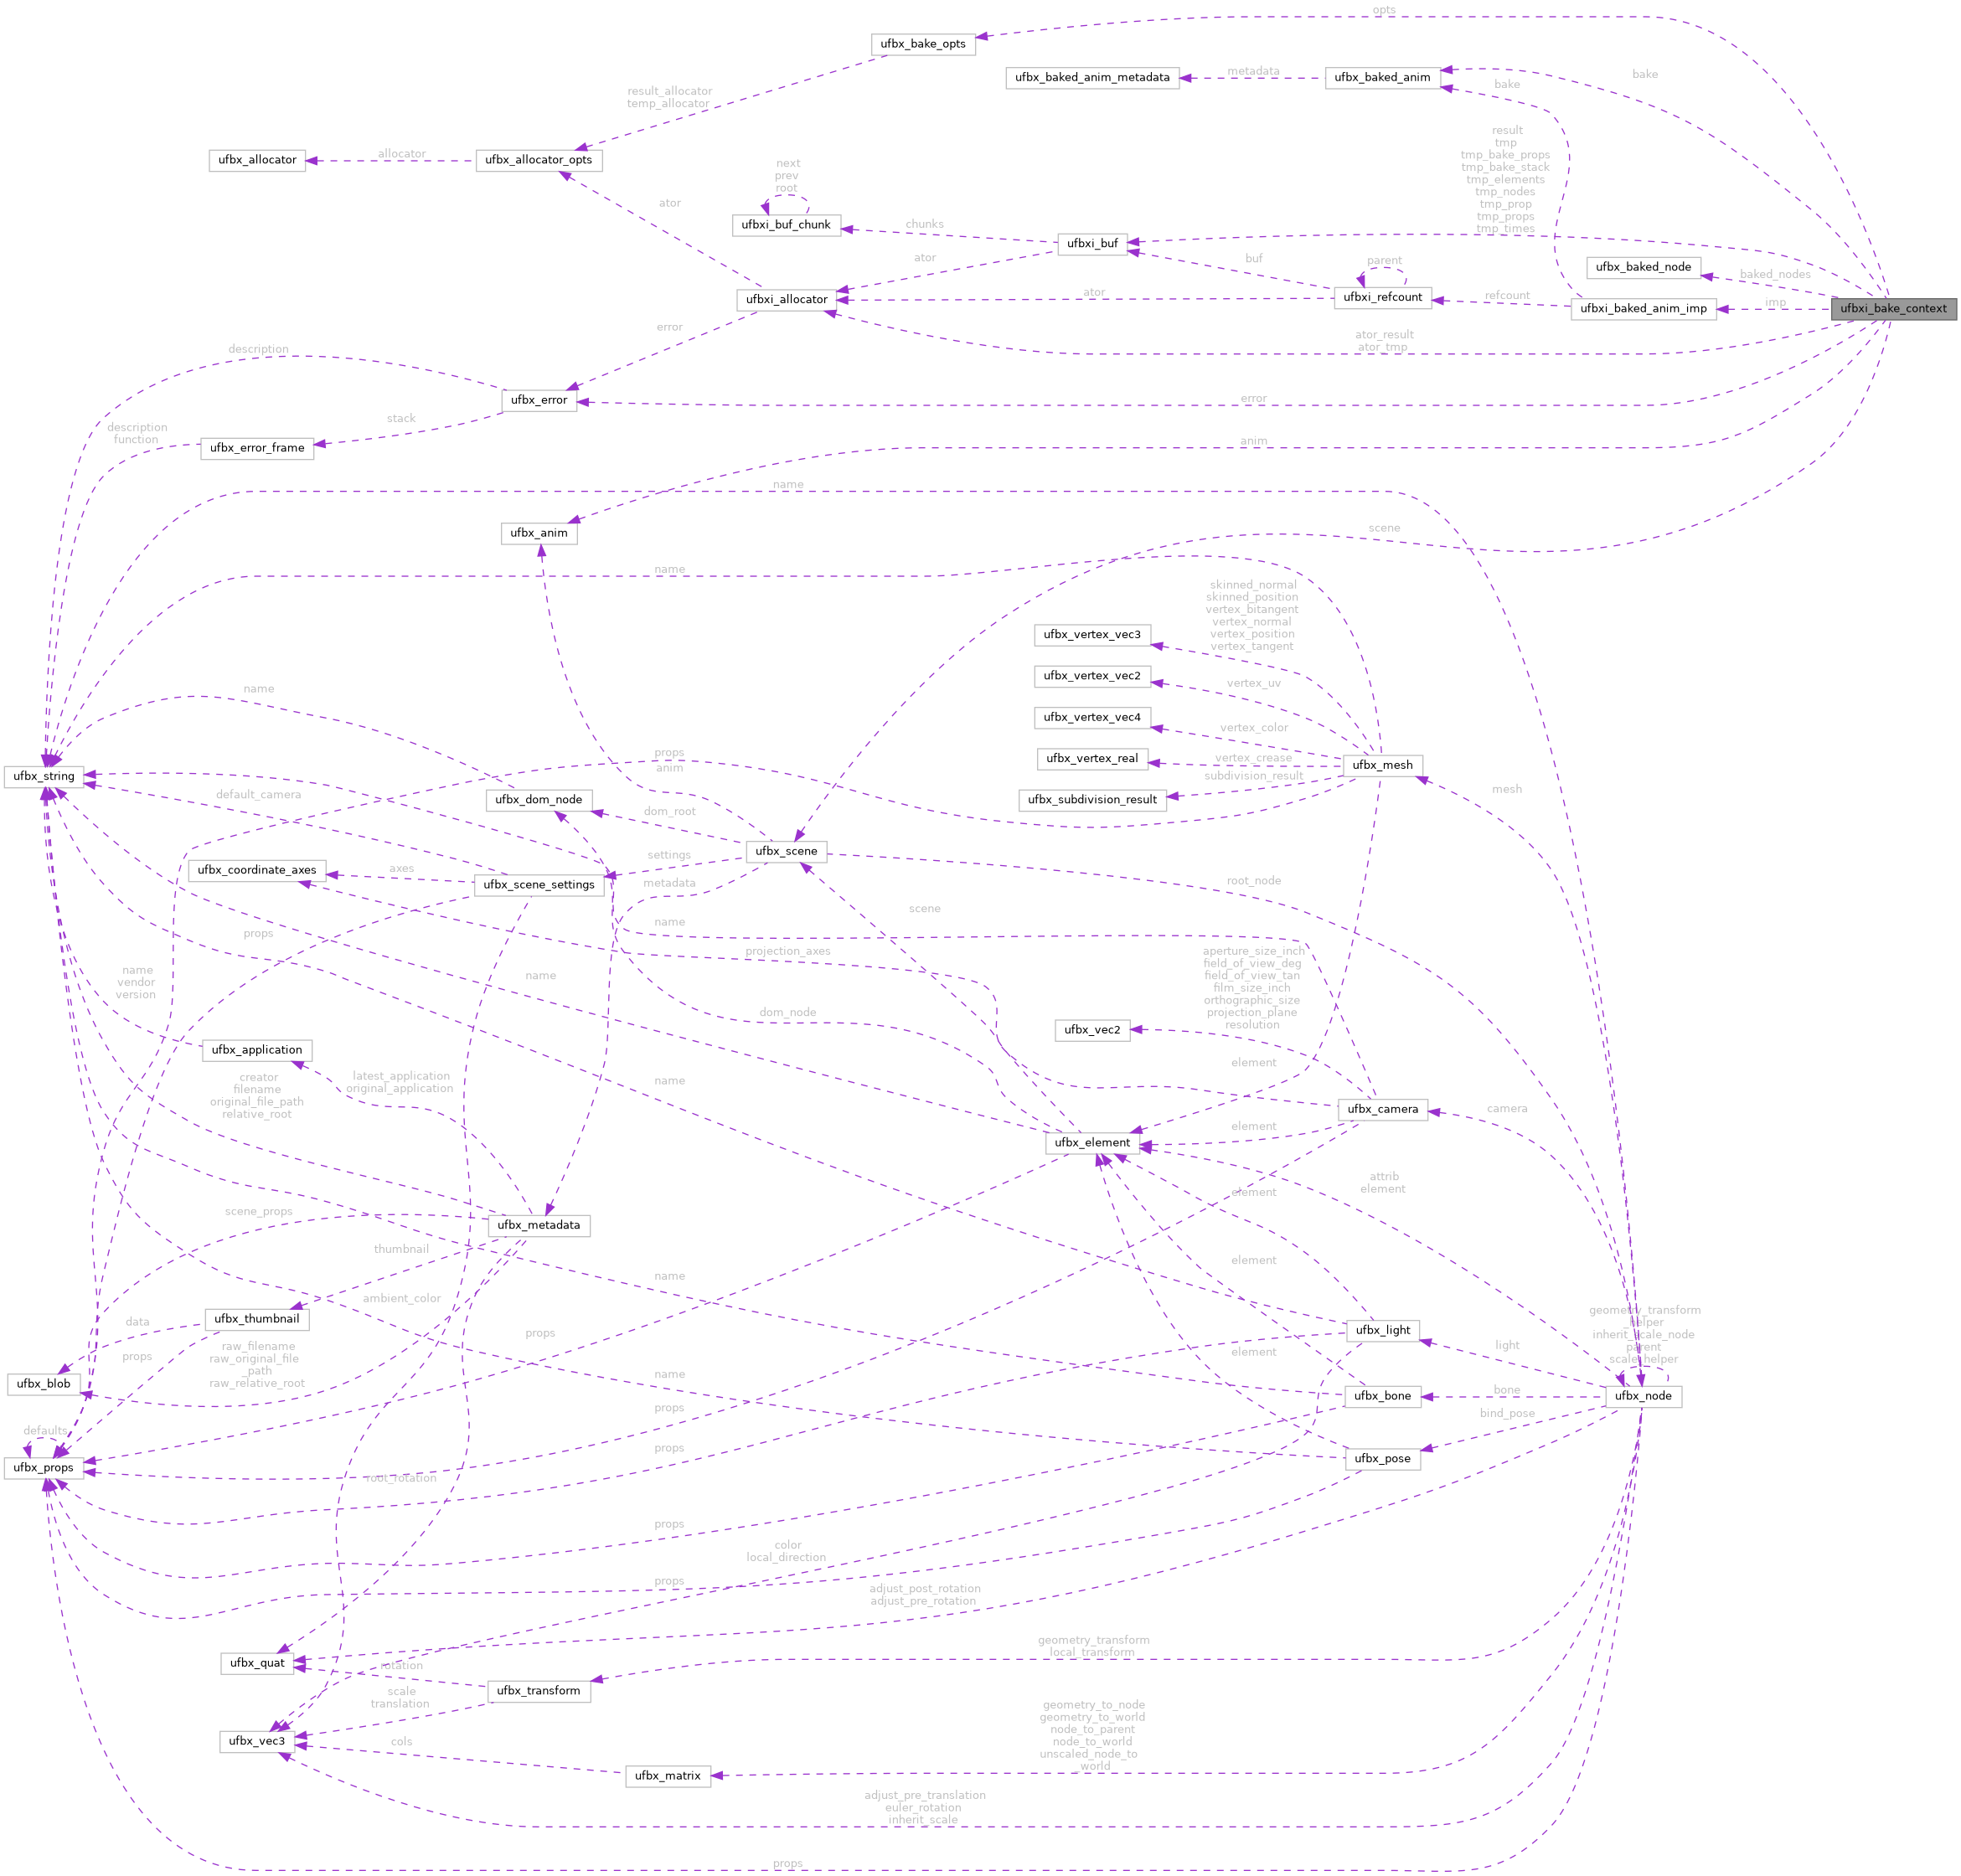 opts
ufbx_bake_opts
ufbx_baked_anim_metadata
metadata
ufbx_baked_anim
bake
bake
result_allocator
temp_allocator
ufbx_allocator
allocator
ufbx_allocator_opts
next
prev
root
result
tmp
tmp_bake_props
tmp_bake_stack
tmp_elements
tmp_nodes
tmp_prop
tmp_props
tmp_times
ator
ufbxi_buf_chunk
chunks
ufbxi_buf
ator
buf
parent
ufbx_baked_node
baked_nodes
ufbxi_allocator
ator
ufbxi_refcount
refcount
ufbxi_baked_anim_imp
imp
ufbxi_bake_context
error
ator_result
ator_tmp
description
ufbx_error
error
stack
description
function
ufbx_error_frame
anim
name
ufbx_anim
scene
name
skinned_normal
skinned_position
vertex_bitangent
vertex_normal
vertex_position
vertex_tangent
ufbx_vertex_vec3
ufbx_vertex_vec2
vertex_uv
name
ufbx_vertex_vec4
vertex_color
props
anim
ufbx_vertex_real
vertex_crease
ufbx_mesh
ufbx_string
subdivision_result
default_camera
ufbx_dom_node
ufbx_subdivision_result
mesh
dom_root
ufbx_scene
settings
ufbx_coordinate_axes
axes
ufbx_scene_settings
metadata
root_node
scene
name
props
projection_axes
name
name
vendor
version
dom_node
aperture_size_inch
field_of_view_deg
field_of_view_tan
film_size_inch
orthographic_size
projection_plane
resolution
ufbx_vec2
ufbx_application
element
creator
filename
original_file_path
relative_root
latest_application
original_application
name
ufbx_camera
camera
element
ufbx_element
attrib
element
element
scene_props
ufbx_metadata
thumbnail
element
name
ambient_color
geometry_transform
_helper
inherit_scale_node
parent
scale_helper
data
ufbx_thumbnail
props
ufbx_light
light
element
props
raw_filename
raw_original_file
_path
raw_relative_root
name
ufbx_blob
ufbx_bone
bone
ufbx_node
props
bind_pose
defaults
props
ufbx_props
root_rotation
ufbx_pose
props
color
local_direction
props
adjust_post_rotation
adjust_pre_rotation
geometry_transform
local_transform
ufbx_quat
rotation
ufbx_transform
scale
translation
geometry_to_node
geometry_to_world
node_to_parent
node_to_world
unscaled_node_to
_world
ufbx_vec3
cols
ufbx_matrix
adjust_pre_translation
euler_rotation
inherit_scale
props